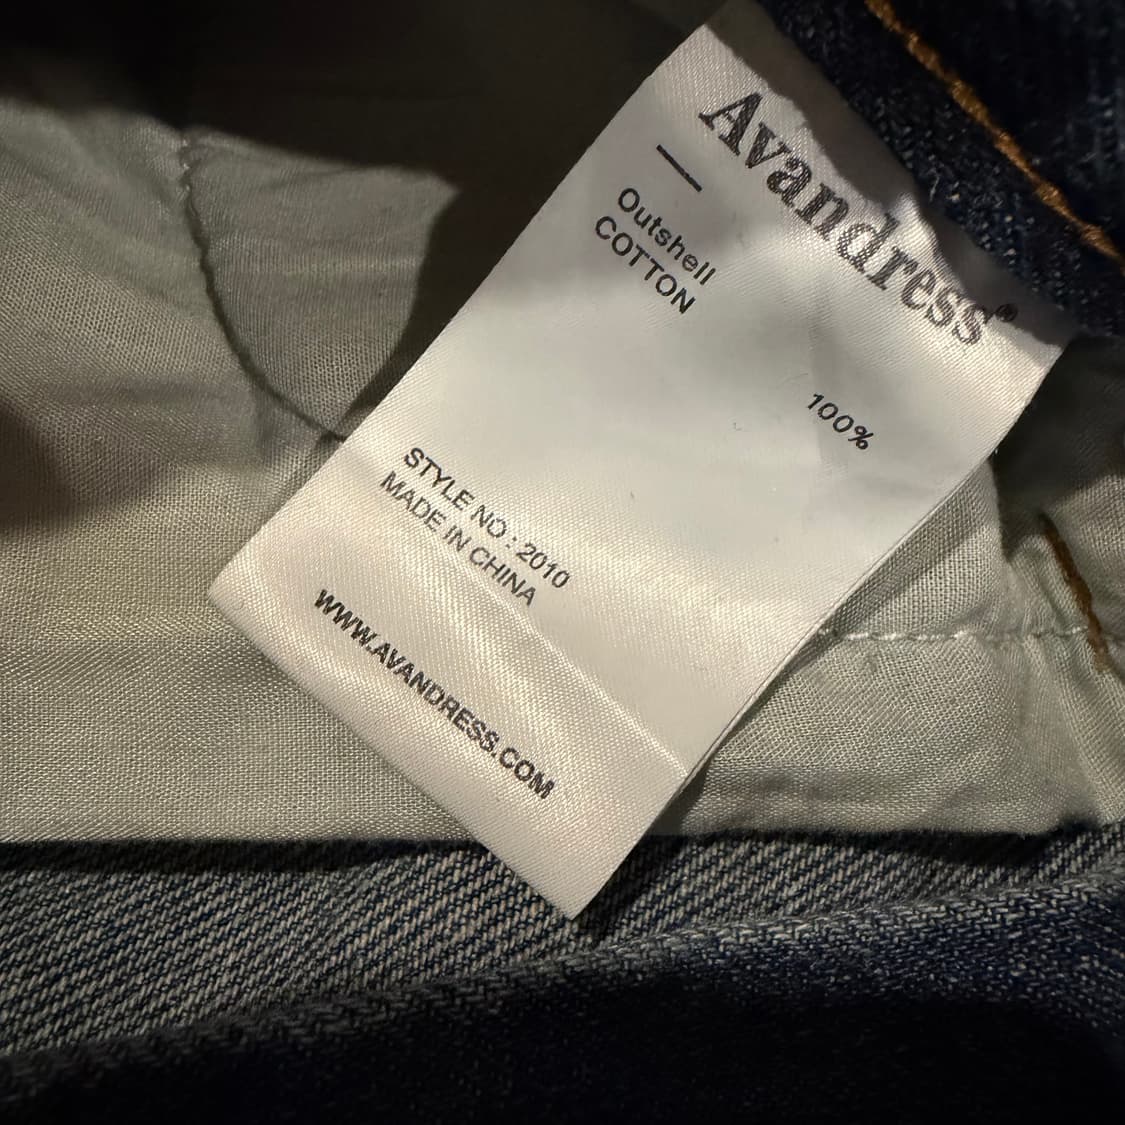 Avandress®
Outshell
COTTON 100%
STYLE NO : 2010
MADE IN CHINA
WWW.AVANDRESS.COM